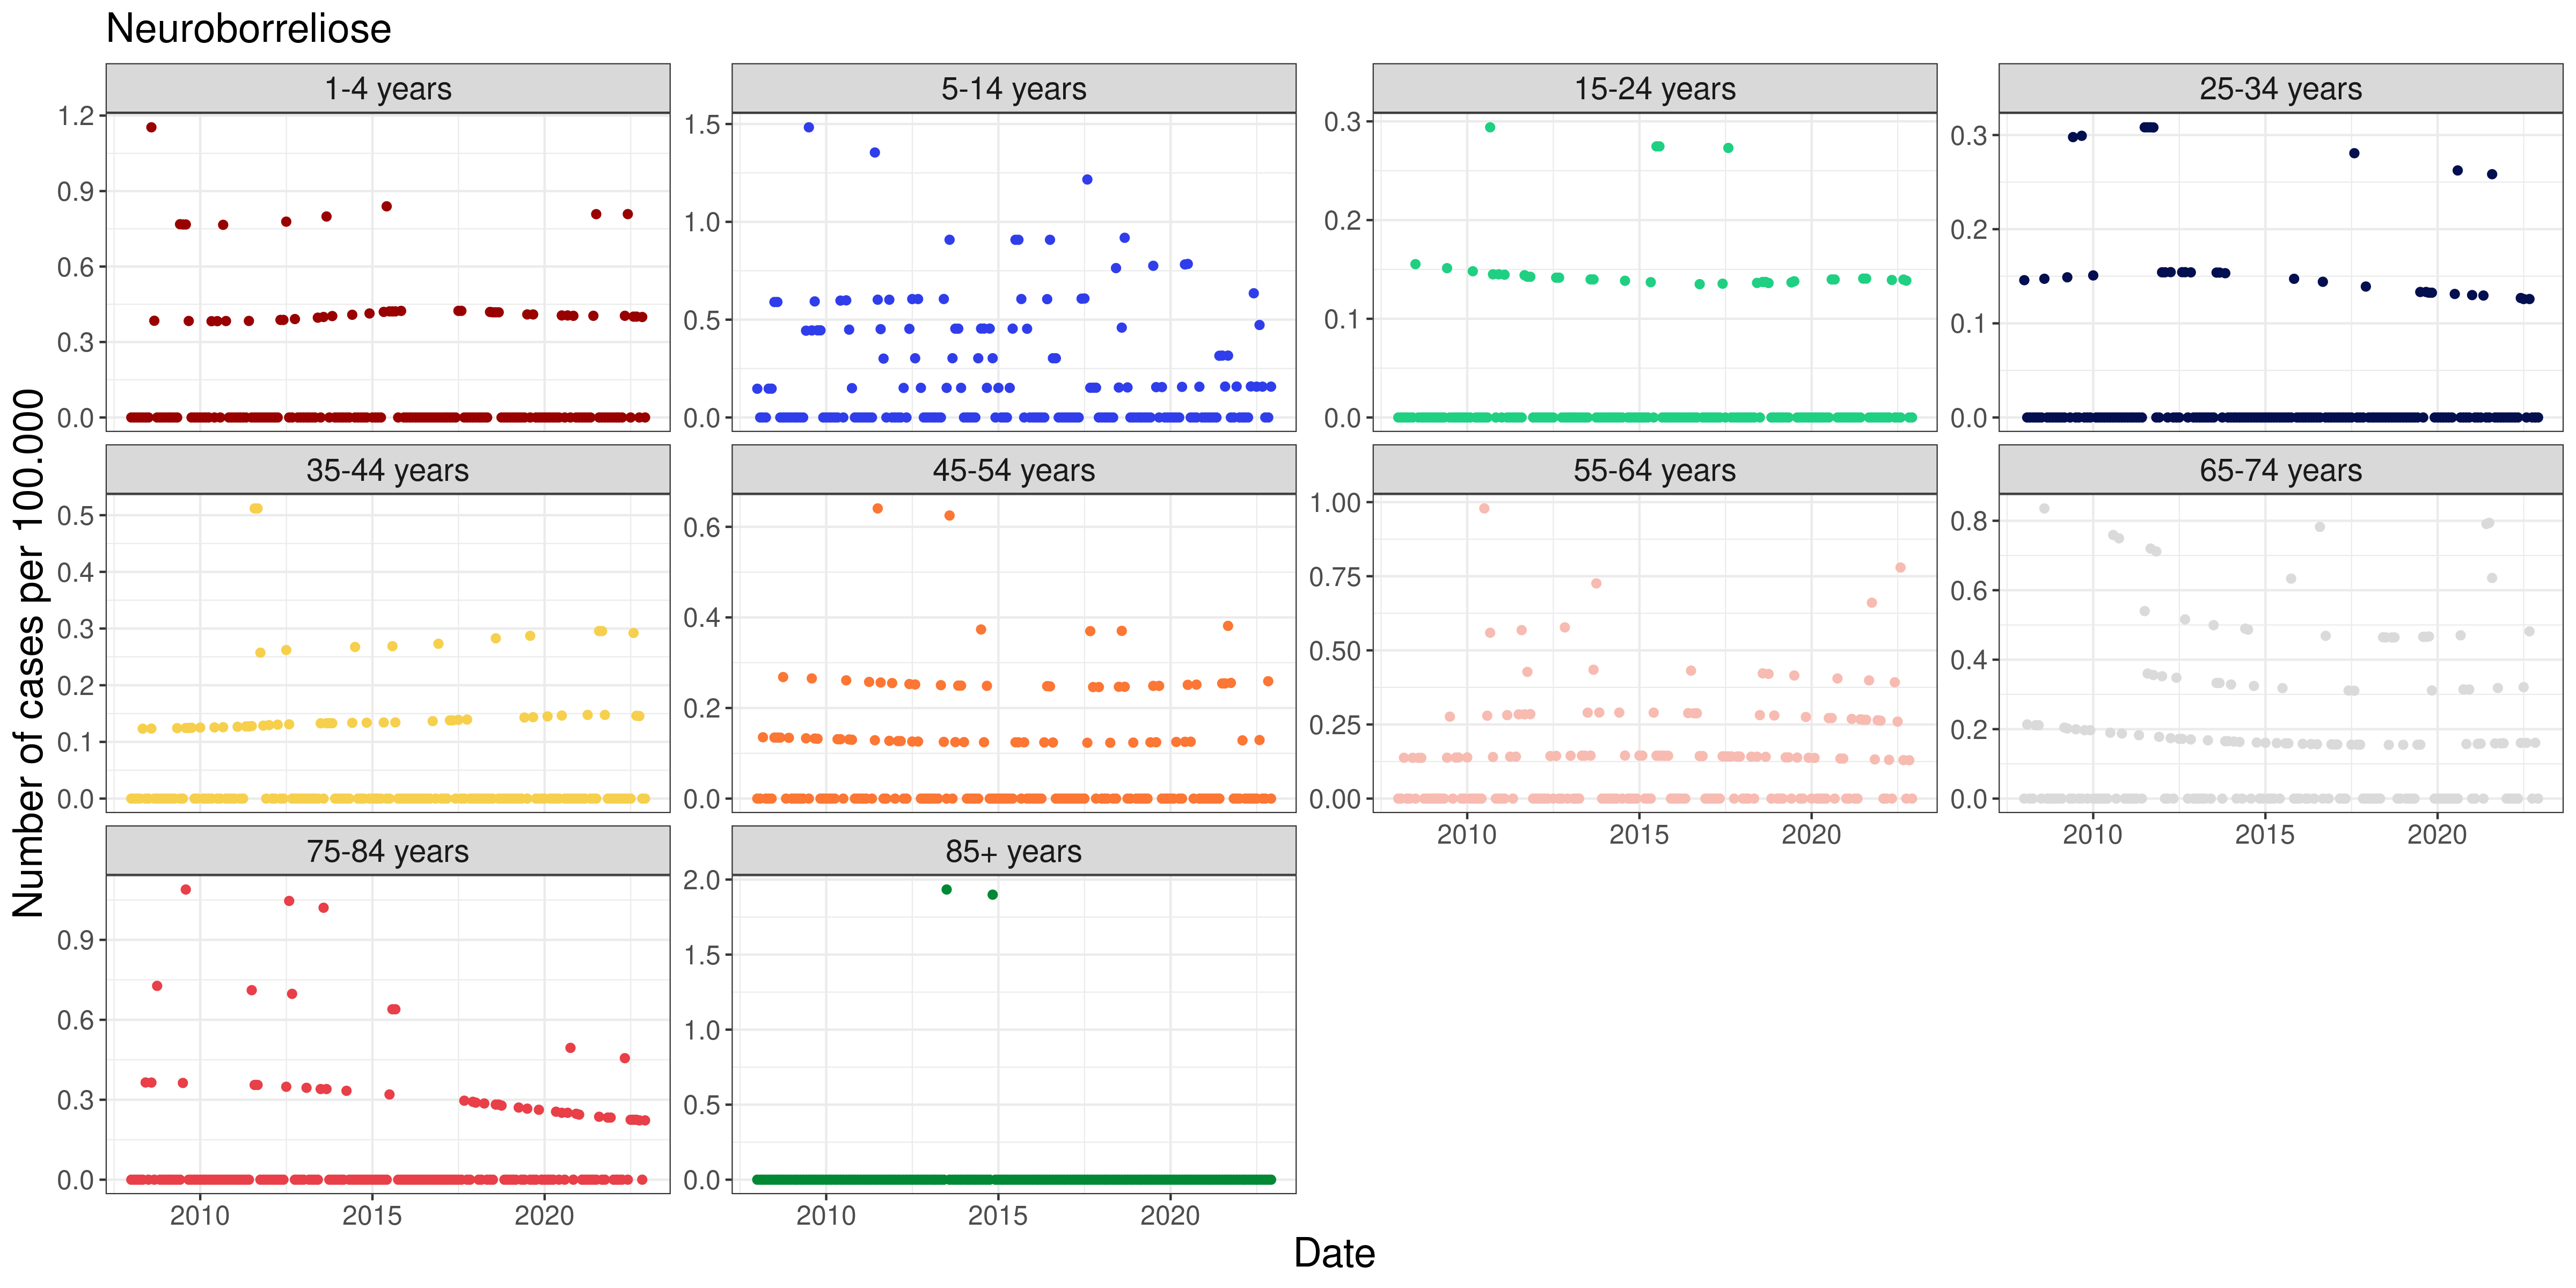 Neuroborreliose
1-4 years
5-14 years
15-24 years
25-34 years
1.2
0.9
0.6
0.3
0.0
1.5
1.0
0.5
0.0
0.3
0.2
0.1
0.0
0.3
0.2
0.1
0.0
35-44 years
45-54 years
55-64 years
65-74 years
0.5
0.4
0.3
0.2
0.1
0.0
0.6
0.4
0.2
0.0
1.00
0.75
0.50
0.25
0.00
0.8
0.6
0.4
0.2
0.0
2010 2015 2020
2010 2015 2020
75-84 years
85+ years
0.9
0.6
0.3
0.0
2.0
1.5
1.0
0.5
0.0
2010 2015 2020
2010 2015 2020
Number of cases per 100.000
Date